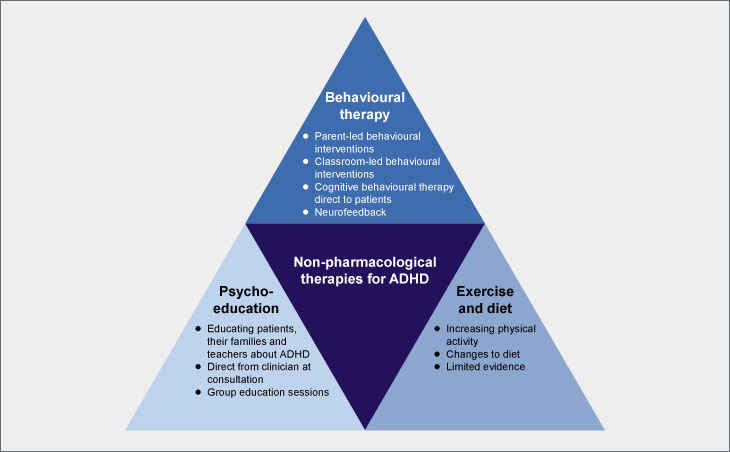 Behavioural
therapy
● Parent-led behavioural
interventions
● Classroom-led behavioural
interventions
● Cognitive behavioural therapy
direct to patients
● Neurofeedback
Non-pharmacological
therapies for ADHD
Psycho-
education
● Educating patients,
their families and
teachers about ADHD
● Direct from clinician at
consultation
● Group education sessions
Exercise
and diet
● Increasing physical
activity
● Changes to diet
● Limited evidence